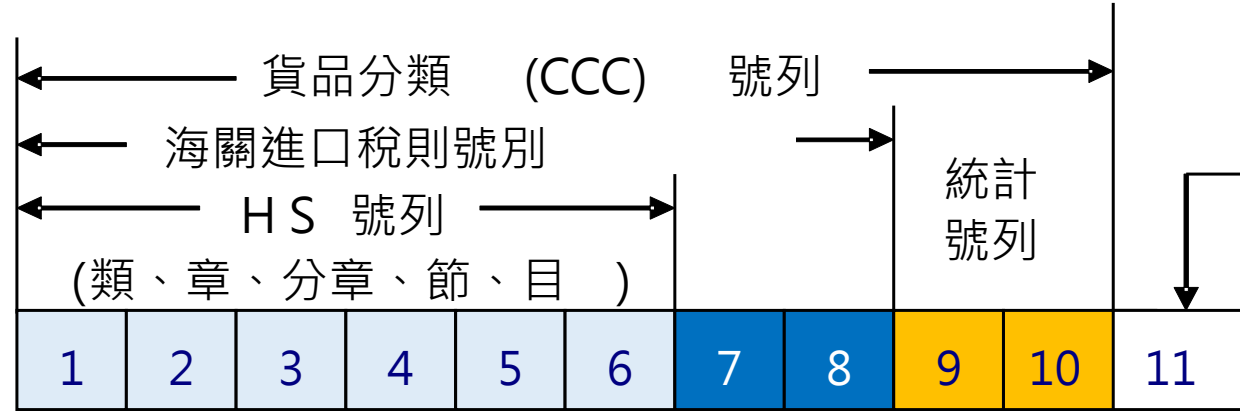 貨品分類 (CCC) 號列
海關進口稅則號別
統計
號列
H S 號列
(類、章、分章、節、目 )
1 2 3 4 5 6 7 8 9 10 11